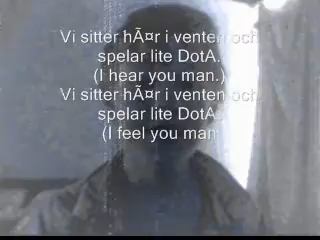 Vi sitter hÃ¤r i venten och
spelar lite DotA.
(I hear you man.)
Vi sitter hÃ¤r i venten och
spelar lite DotA.
(I feel you man